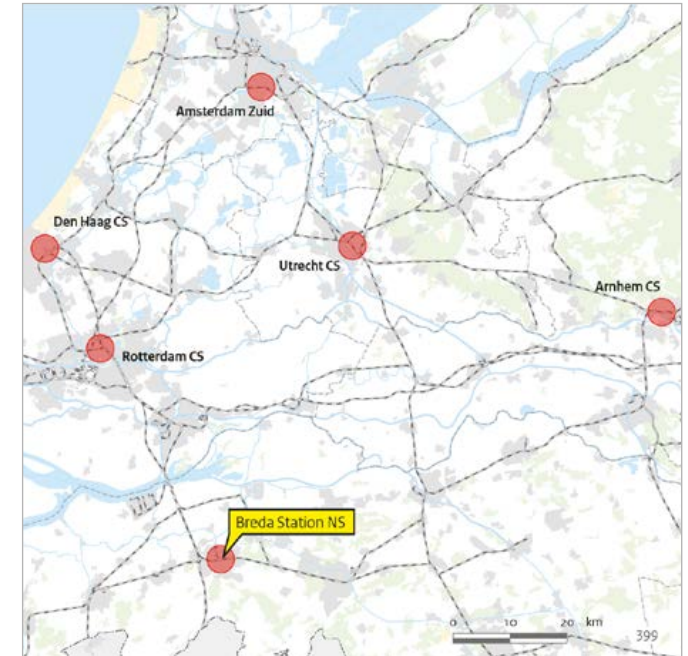 Amsterdam Zuid
Den Haag CS
Utrecht CS
Arnhem CS
Rotterdam CS
Breda Station NS
0 10 20 km
399